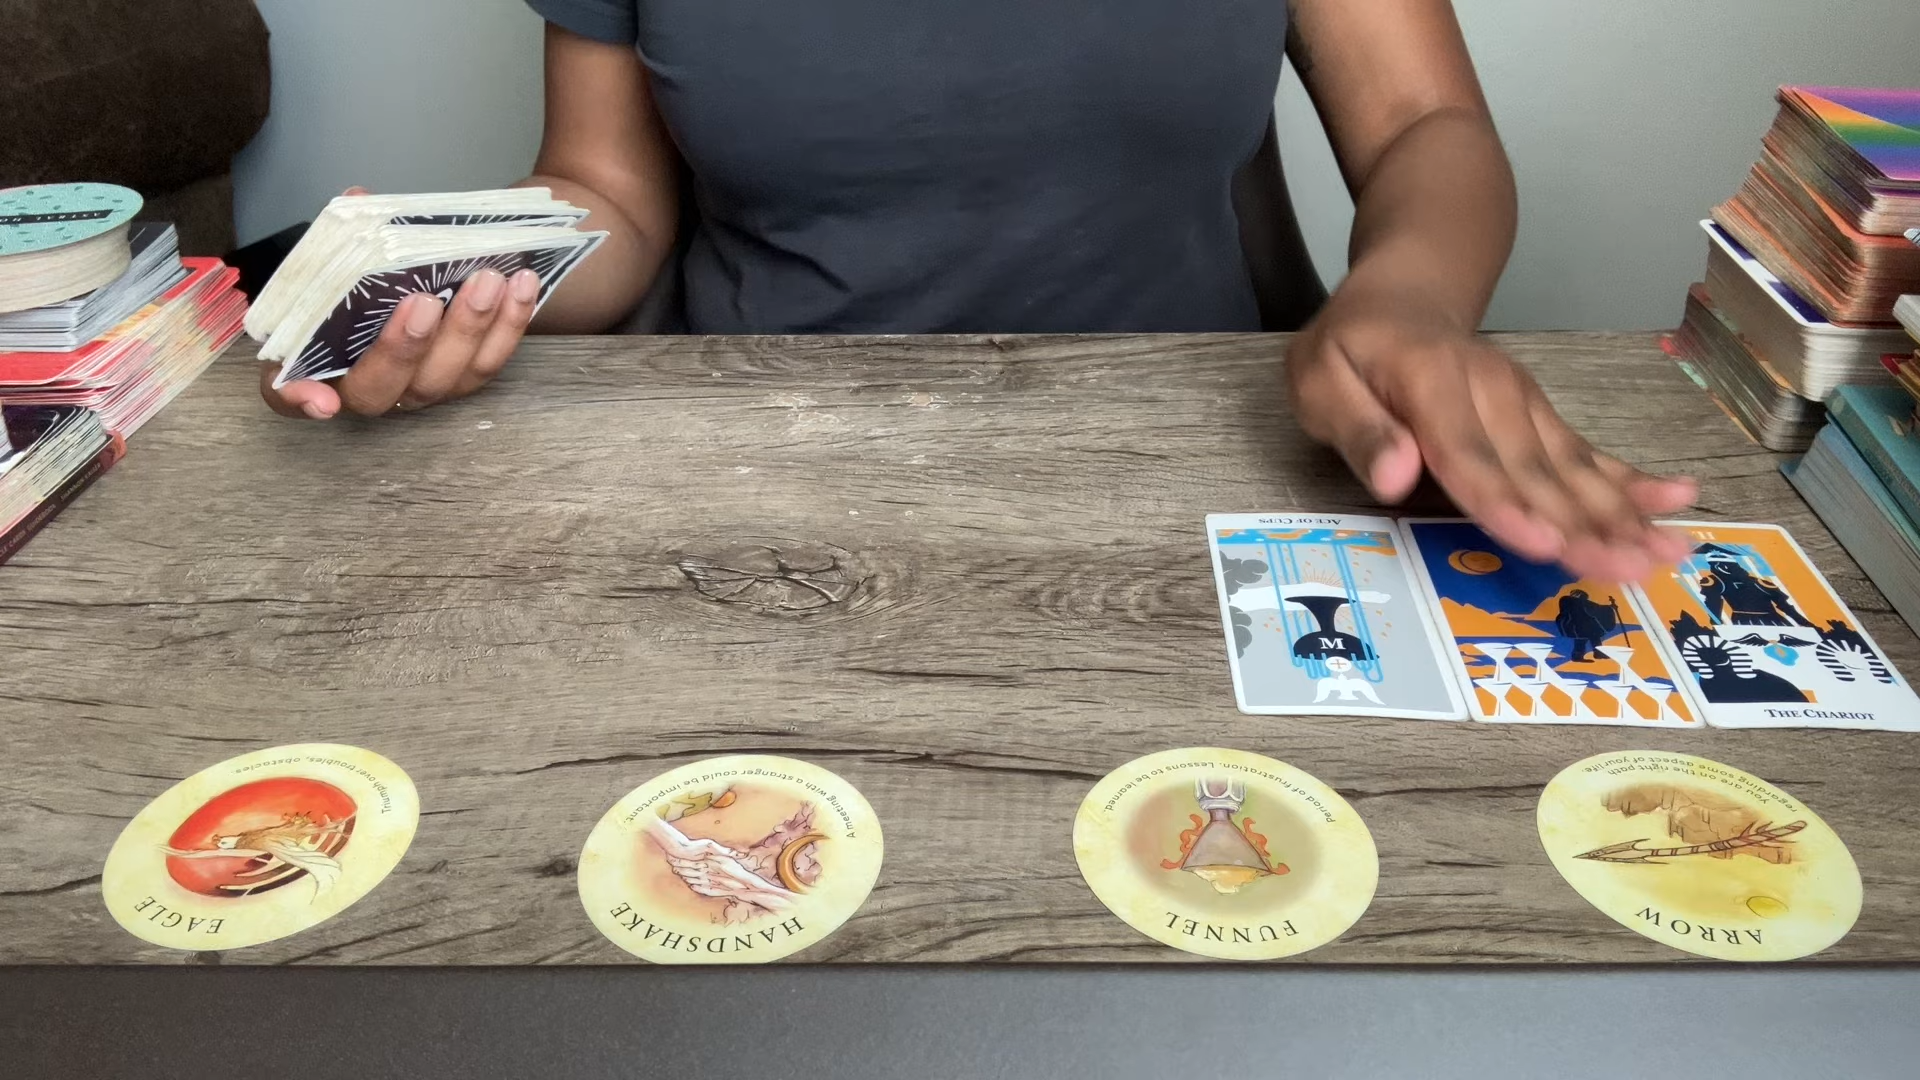 ACE OF CUPS
M
THE CHARIOT
Triumph over troubles, obstacles.
EAGLE
A meeting with a stranger could be important.
HANDSHAKE
Period of frustration. Lessons to be learned.
FUNNEL
You are on the right path
regarding some aspect of your life.
ARROW